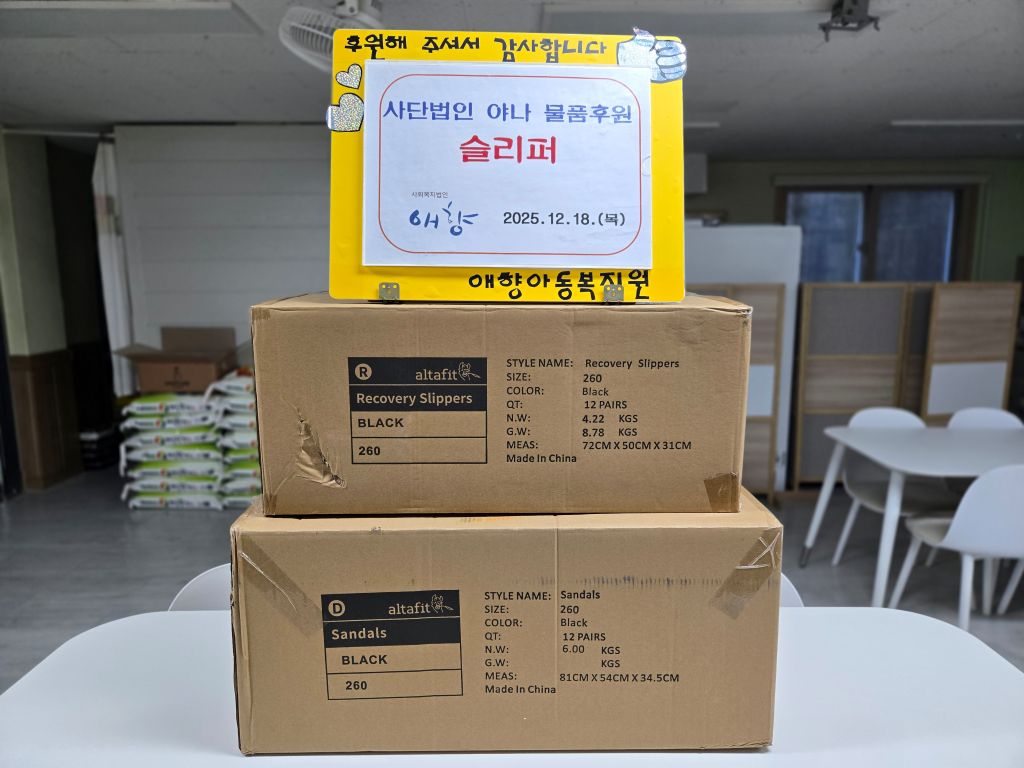 후원해 주셔서 감사합니다
사단법인 야나 물품후원
슬리퍼
사회복지법인
애향 2025.12.18.(목)
애향아동복지원
R altafit
Recovery Slippers
BLACK
260
STYLE NAME: Recovery Slippers
SIZE: 260
COLOR: Black
QT: 12 PAIRS
N.W: 4.22 KGS
G.W: 8.78 KGS
MEAS: 72CM X 50CM X 31CM
Made In China
D altafit
Sandals
BLACK
260
STYLE NAME: Sandals
SIZE: 260
COLOR: Black
QT: 12 PAIRS
N.W: 6.00 KGS
G.W: KGS
MEAS: 81CM X 54CM X 34.5CM
Made In China